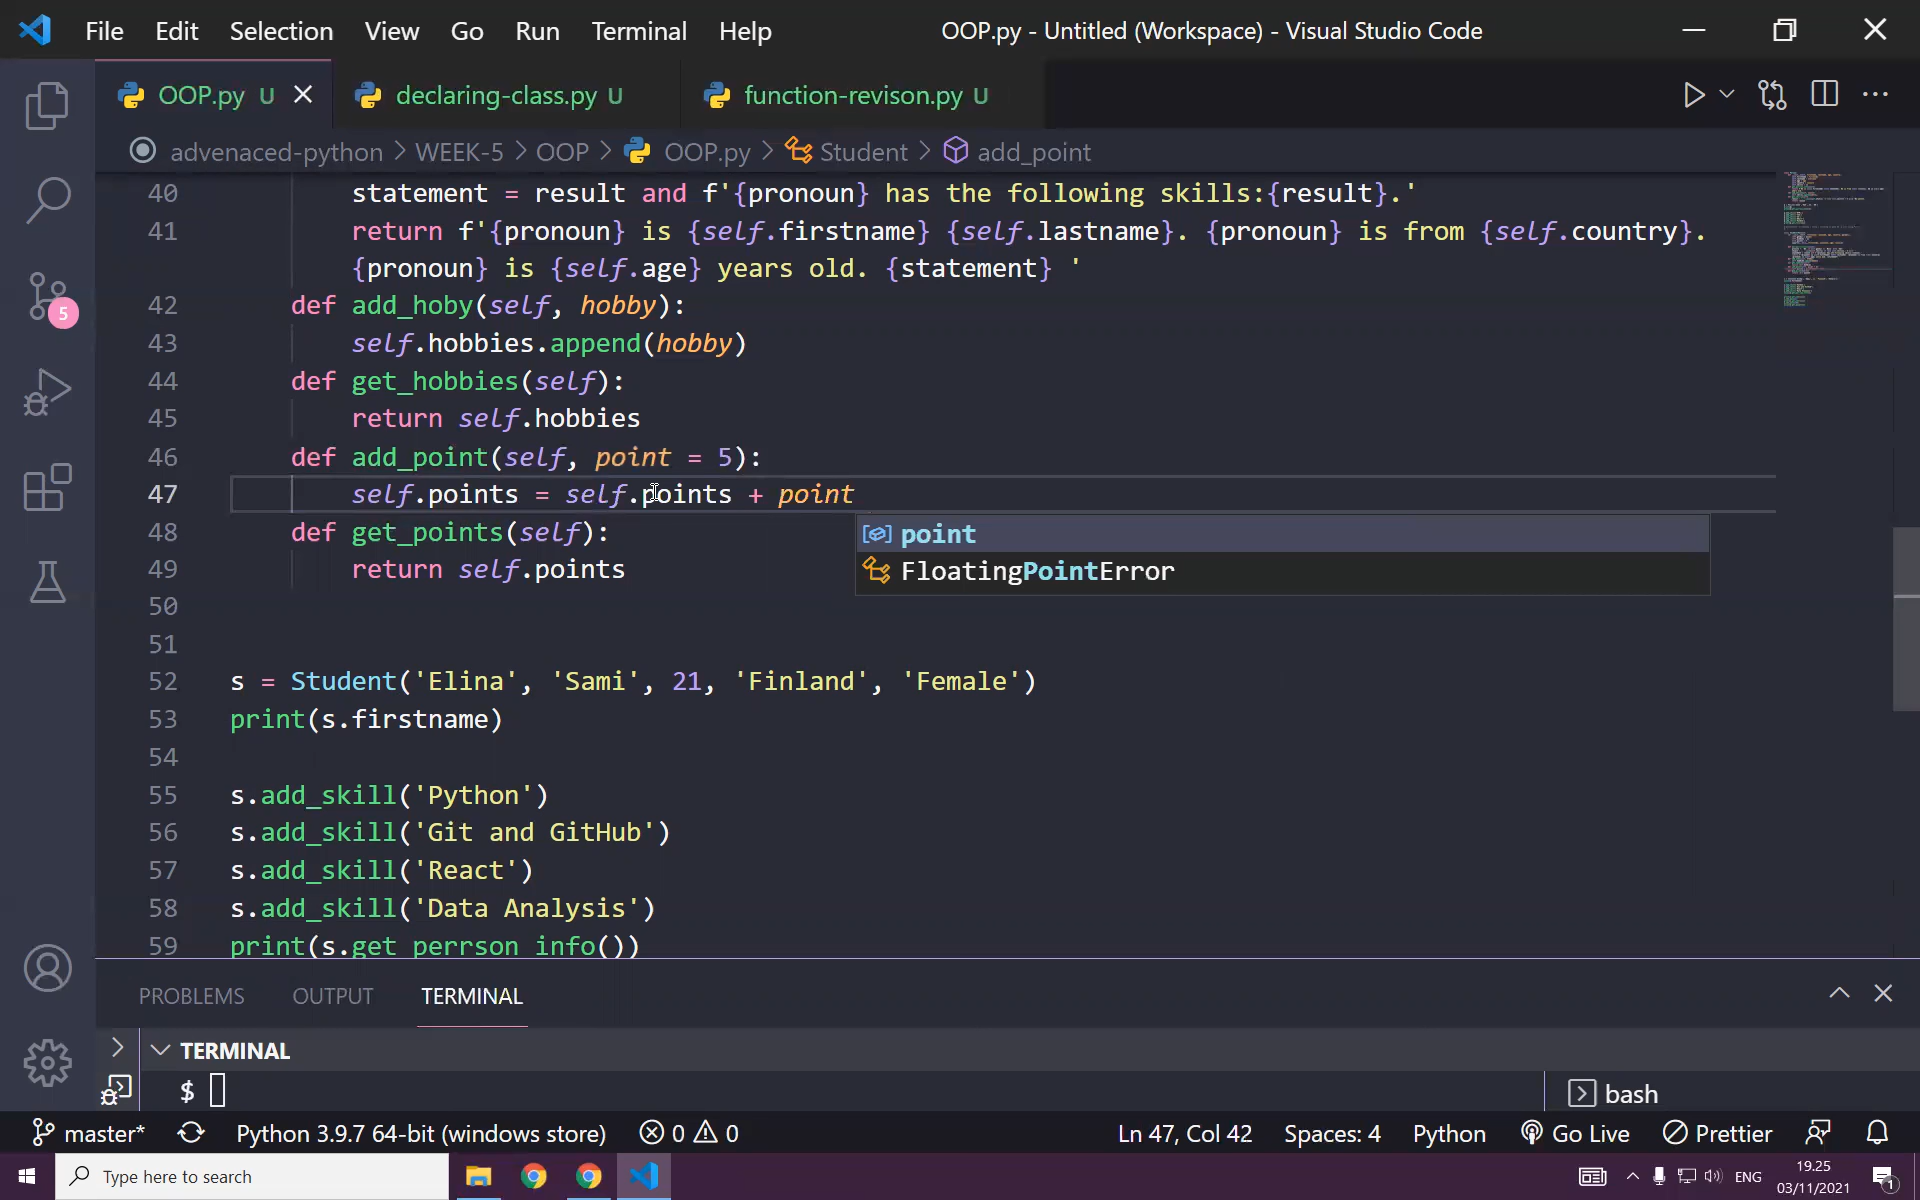 File Edit Selection View Go Run Terminal Help OOP.py - Untitled (Workspace) - Visual Studio Code
OOP.py U declaring-class.py U function-revison.py U
advenaced-python > WEEK-5 > OOP > OOP.py > Student > add_point
40 statement = result and f'{pronoun} has the following skills:{result}.'
41 return f'{pronoun} is {self.firstname} {self.lastname}. {pronoun} is from {self.country}.
{pronoun} is {self.age} years old. {statement} '
42 def add_hoby(self, hobby):
43 self.hobbies.append(hobby)
44 def get_hobbies(self):
45 return self.hobbies
46 def add_point(self, point = 5):
47 self.points = self.points + point
48 def get_points(self):
point
49 return self.points
FloatingPointError
50
51
52 s = Student('Elina', 'Sami', 21, 'Finland', 'Female')
53 print(s.firstname)
54
55 s.add_skill('Python')
56 s.add_skill('Git and GitHub')
57 s.add_skill('React')
58 s.add_skill('Data Analysis')
59 print(s.get_perrson_info())
5
PROBLEMS OUTPUT TERMINAL
TERMINAL
$
bash
master* Python 3.9.7 64-bit (windows store) 0 0 Ln 47, Col 42 Spaces: 4 Python Go Live Prettier
Type here to search
ENG
19.25
03/11/2021
1